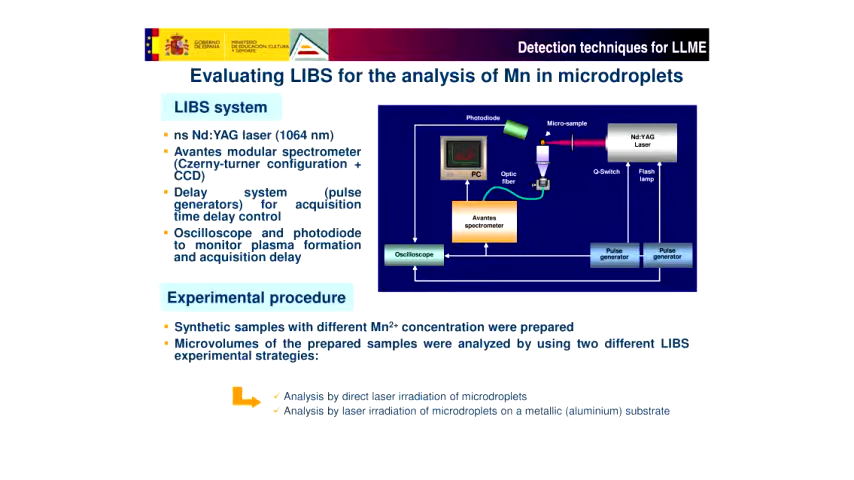 GOBIERNO
DE ESPAÑA
MINISTERIO
DE EDUCACIÓN, CULTURA
Y DEPORTE
Detection techniques for LLME
Evaluating LIBS for the analysis of Mn in microdroplets
LIBS system
▪ ns Nd:YAG laser (1064 nm)
▪ Avantes modular spectrometer
(Czerny-turner configuration +
CCD)
▪ Delay system (pulse
generators) for acquisition
time delay control
▪ Oscilloscope and photodiode
to monitor plasma formation
and acquisition delay
Photodiode
Micro-sample
Nd:YAG
Laser
PC
Optic
fiber
Q-Switch
Flash
lamp
Avantes
spectrometer
Oscilloscope
Pulse
generator
Pulse
generator
Experimental procedure
▪ Synthetic samples with different Mn²⁺ concentration were prepared
▪ Microvolumes of the prepared samples were analyzed by using two different LIBS
experimental strategies:
✓ Analysis by direct laser irradiation of microdroplets
✓ Analysis by laser irradiation of microdroplets on a metallic (aluminium) substrate